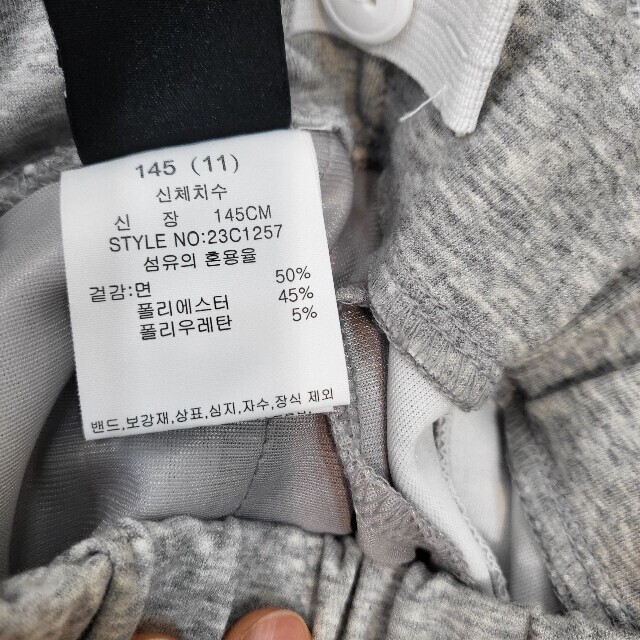 145 (11)
신체치수
신 장 145CM
STYLE NO:23C1257
섬유의 혼용율
겉감:면 50%
폴리에스터 45%
폴리우레탄 5%
밴드,보강재,상표,심지,자수,장식 제외